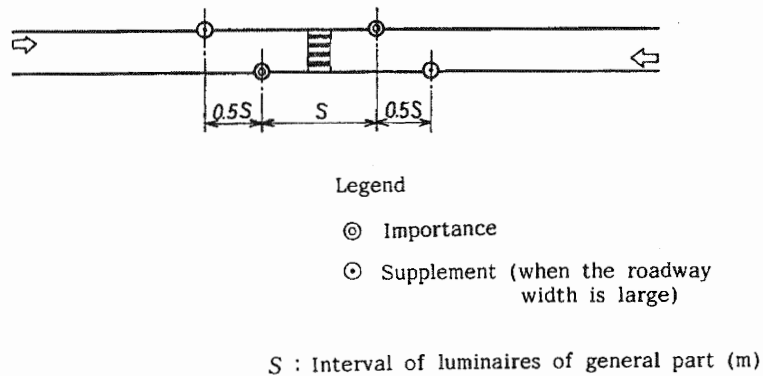 0.5S S 0.5S
Legend
Importance
Supplement (when the roadway
width is large)
S : Interval of luminaires of general part (m)